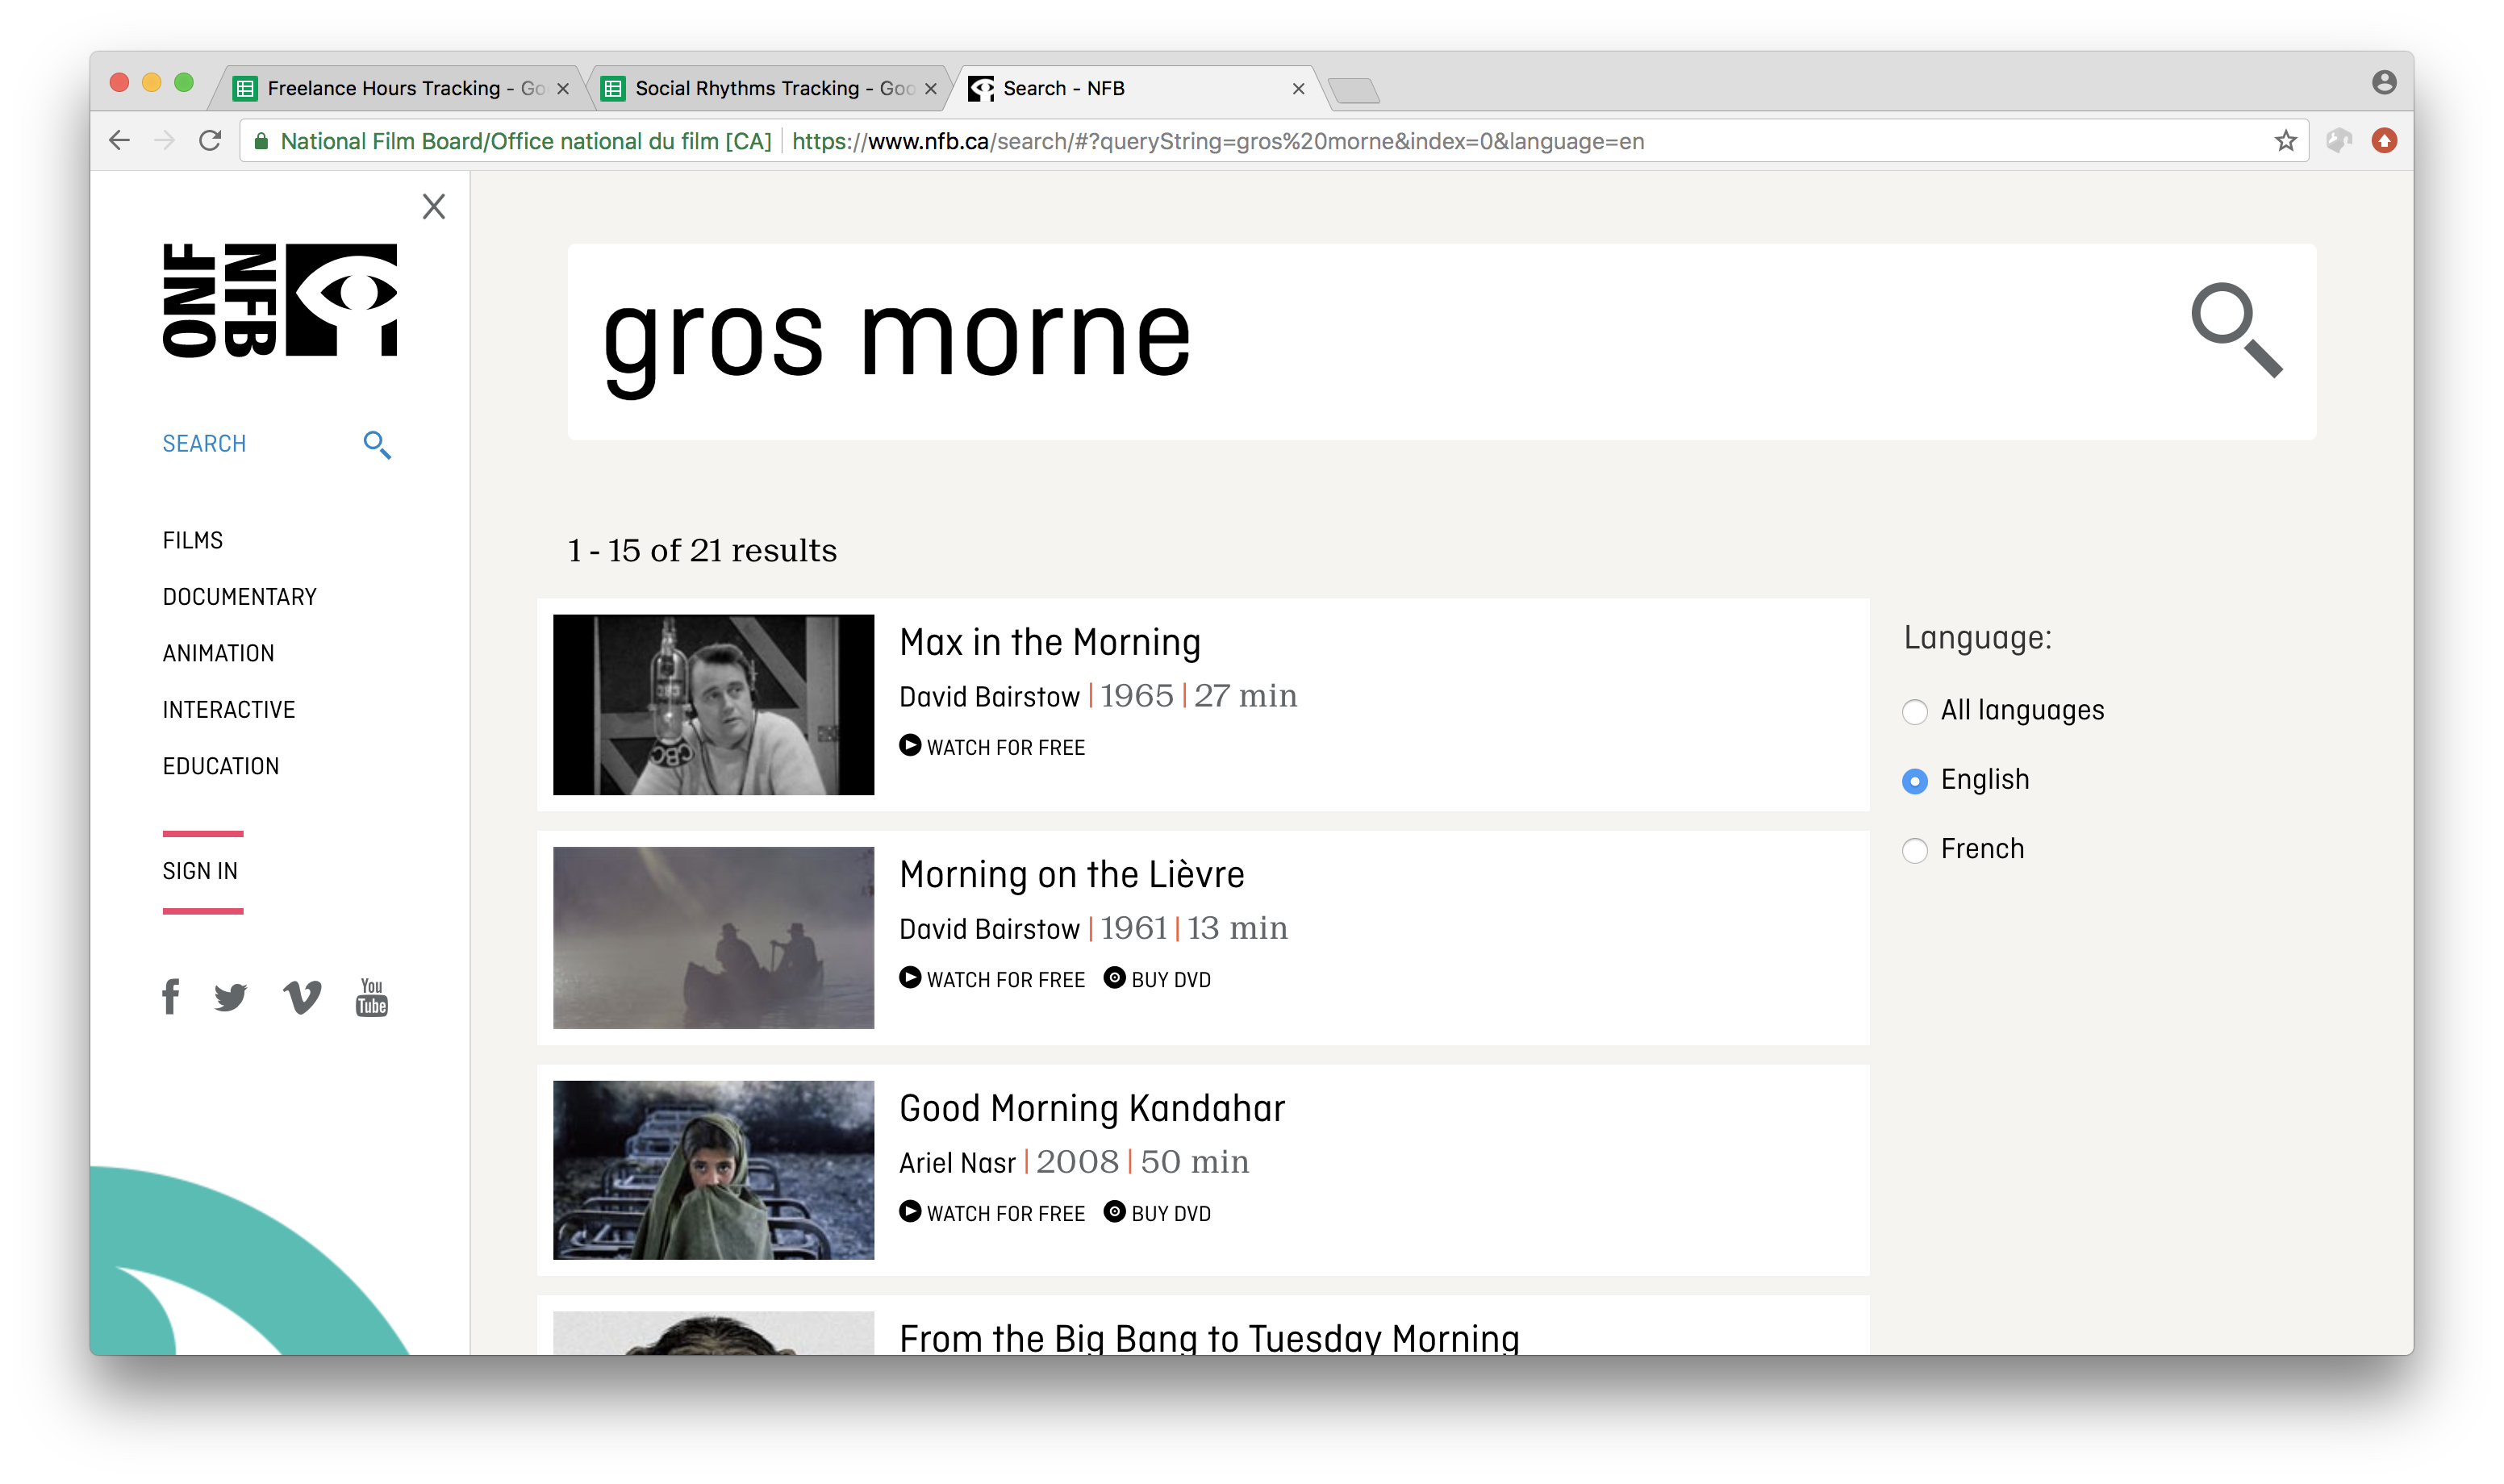 Freelance Hours Tracking - Go
Social Rhythms Tracking - Goo
Search - NFB
National Film Board/Office national du film [CA] https://www.nfb.ca/search/#?queryString=gros%20morne&index=0&language=en
X
ONF
NFB
SEARCH
FILMS
DOCUMENTARY
ANIMATION
INTERACTIVE
EDUCATION
SIGN IN
You
Tube
gros morne
1 - 15 of 21 results
Max in the Morning
David Bairstow | 1965 | 27 min
WATCH FOR FREE
CBC
Morning on the Lièvre
David Bairstow | 1961 | 13 min
WATCH FOR FREE BUY DVD
Good Morning Kandahar
Ariel Nasr | 2008 | 50 min
WATCH FOR FREE BUY DVD
From the Big Bang to Tuesday Morning
Language:
All languages
English
French